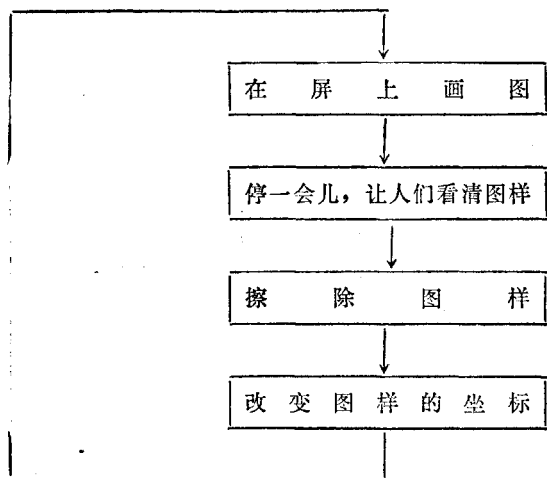 在屏上画图
停一会儿，让人们看清图样
擦除图样
改变图样的坐标